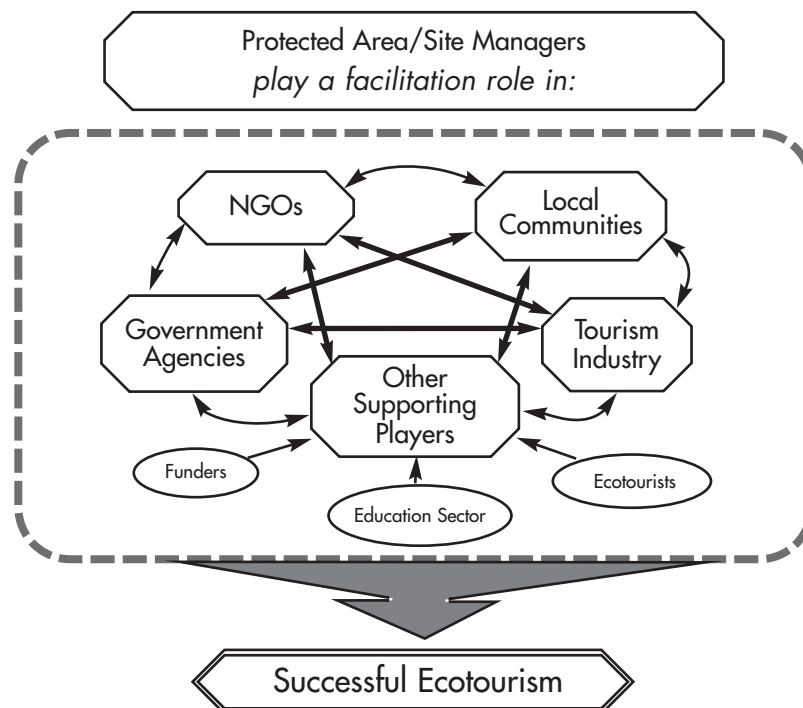 Protected Area/Site Managers
play a facilitation role in:
NGOs
Local
Communities
Government
Agencies
Tourism
Industry
Other
Supporting
Players
Funders
Ecotourists
Education Sector
Successful Ecotourism